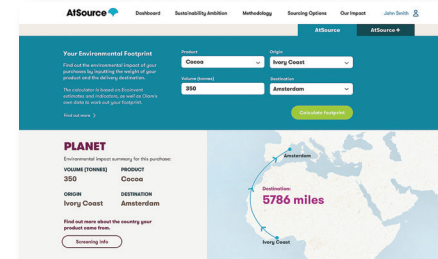 AtSource
Dashboard
Sustainability Ambition
Methodology
Sourcing Options
Our Impact
John Smith
AtSource
AtSource+
Your Environmental Footprint
Find out the environmental impact of your
purchases by inputting the weight of your
product and the delivery destination.
The calculator is based on Ecoinvent
estimates and indicators, as well as Olam's
own data to work out your footprint.
Find out more >
Product
Cocoa
Origin
Ivory Coast
Volume (tonnes)
350
Destination
Amsterdam
Calculate footprint
PLANET
Environmental impact summary for this purchase:
VOLUME (TONNES)
PRODUCT
350
Cocoa
ORIGIN
DESTINATION
Ivory Coast
Amsterdam
Find out more about the country your
product come from.
Screening info
Amsterdam
Destination:
5786 miles
Ivory Coast